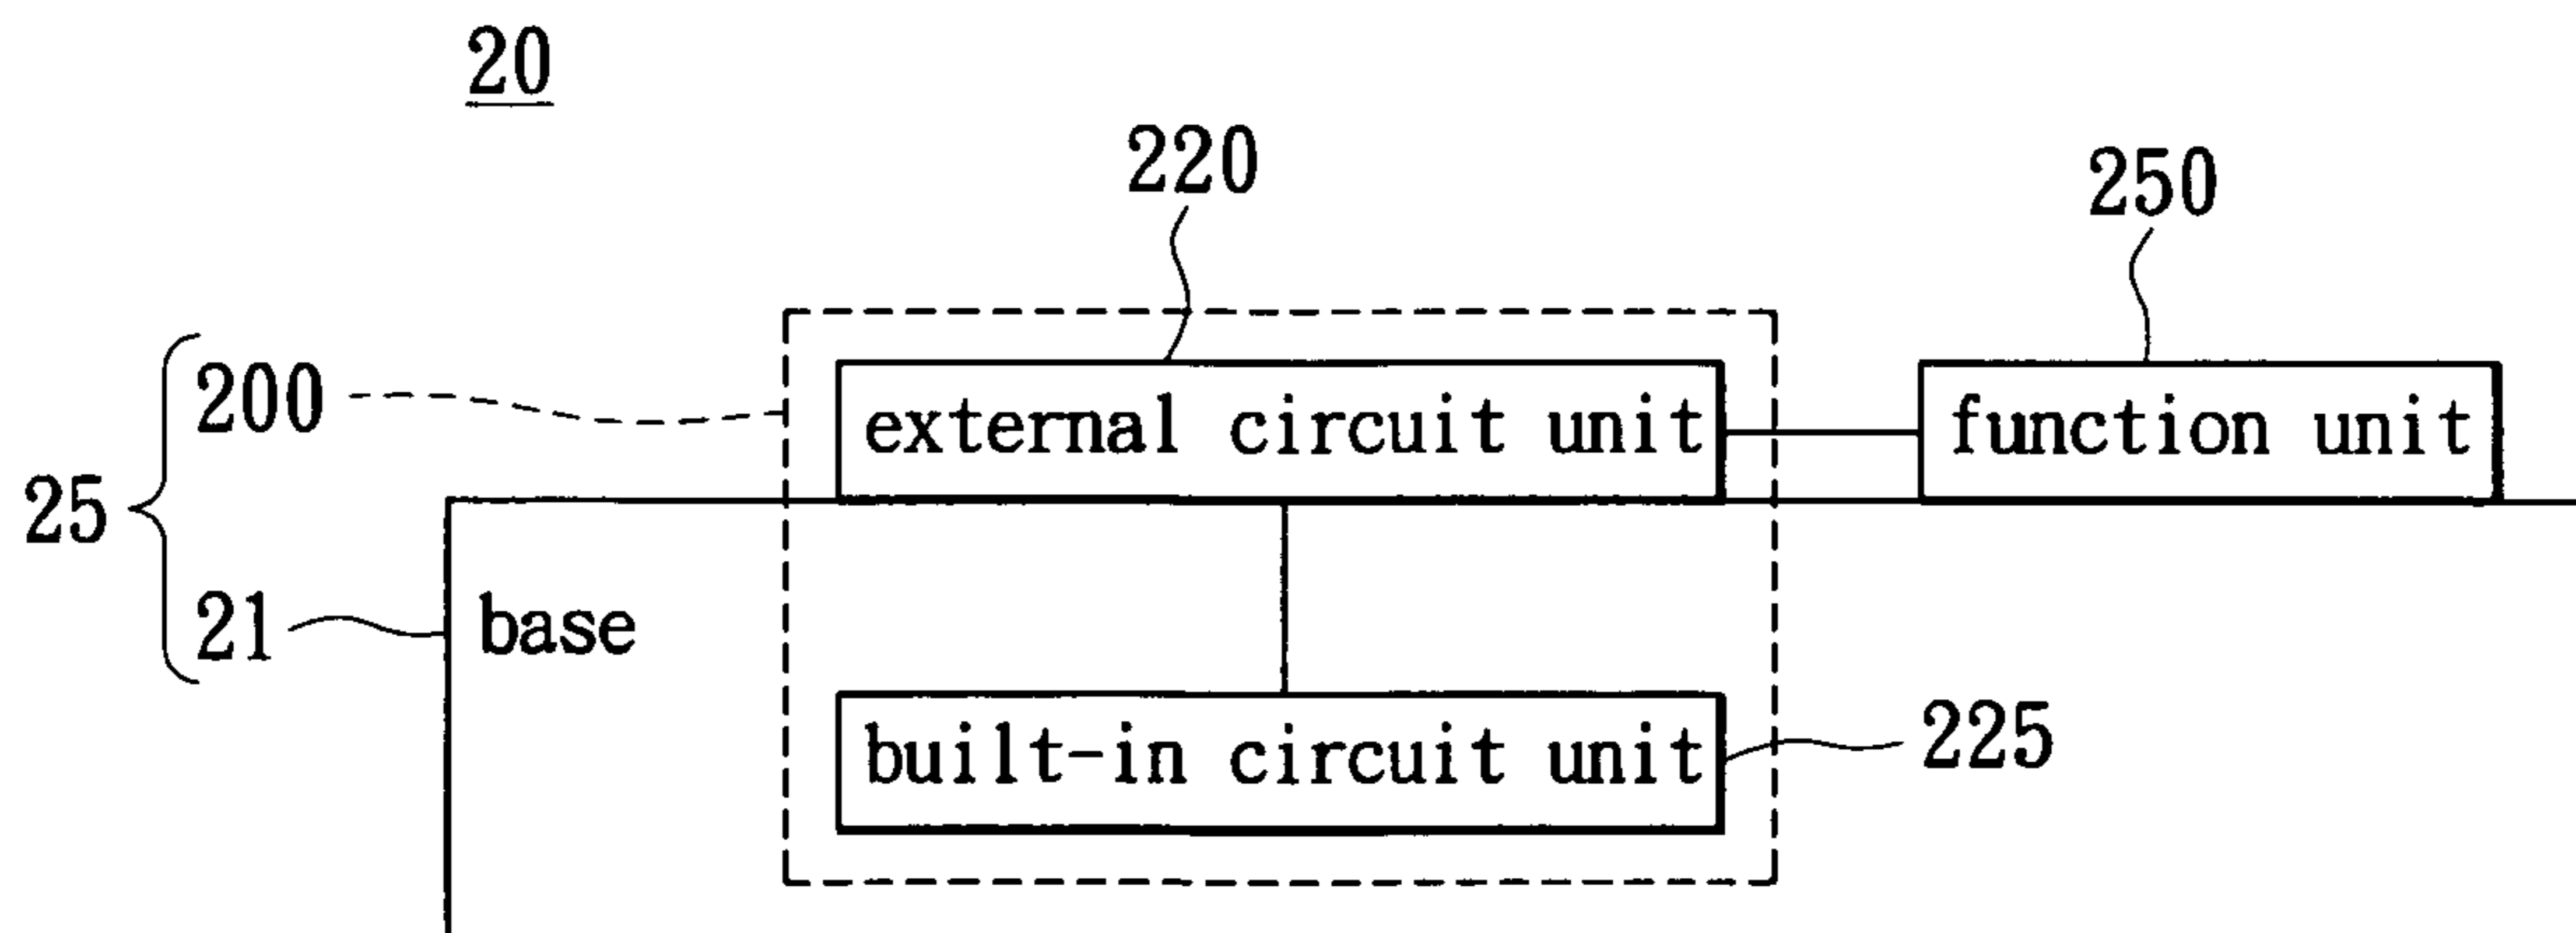 20
220
250
200
external circuit unit
function unit
25
21
base
built-in circuit unit
225